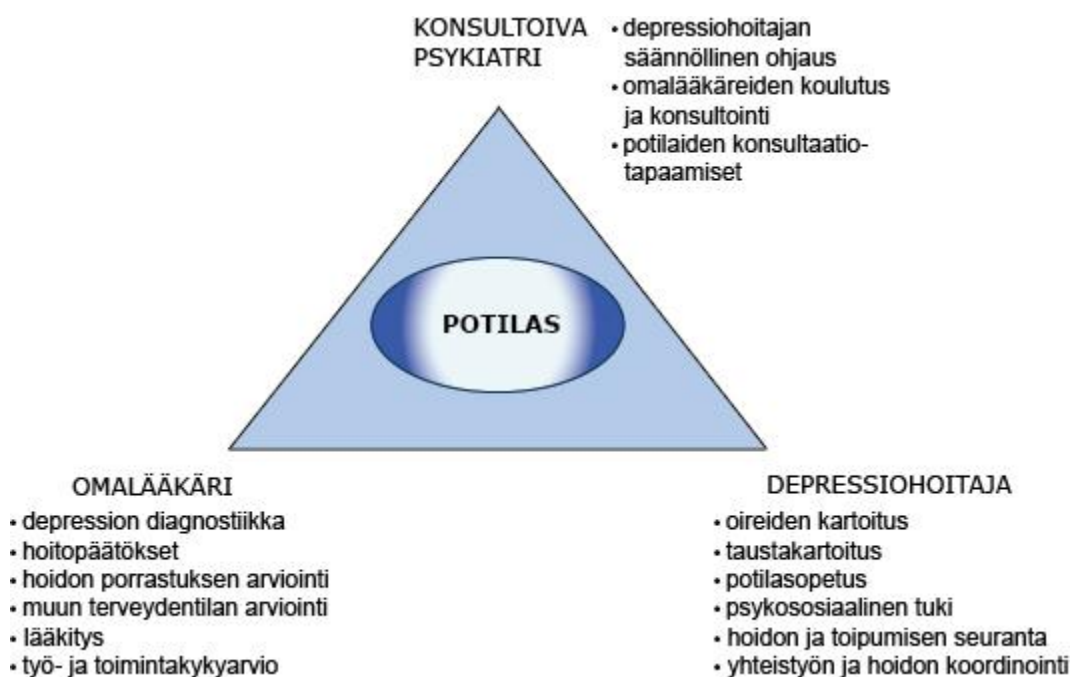 KONSULTOIVA
PSYKIATRI
• depressiohoitajan
säännöllinen ohjaus
• omalääkäreiden koulutus
ja konsultointi
• potilaiden konsultaatio-
tapaamiset
POTILAS
OMALÄÄKÄRI
• depression diagnostiikka
• hoitopäätökset
• hoidon porrastuksen arviointi
• muun terveydentilan arviointi
• lääkitys
• työ- ja toimintakykyarvio
DEPRESSIOHOITAJA
• oireiden kartoitus
• taustakartoitus
• potilasopetus
• psykososiaalinen tuki
• hoidon ja toipumisen seuranta
• yhteistyön ja hoidon koordinointi